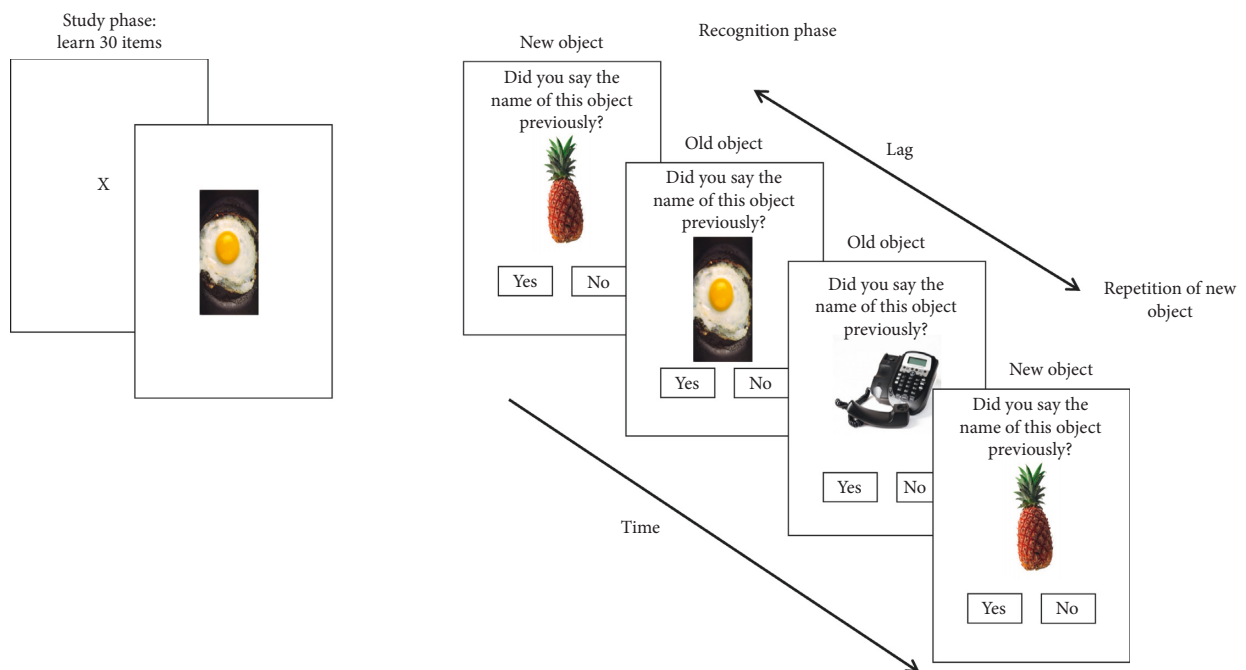 Study phase:
learn 30 items
X
Recognition phase
New object
Did you say the
name of this object
previously?
Yes
No
Old object
Did you say the
name of this object
previously?
Yes
No
Old object
Did you say the
name of this object
previously?
Yes
No
New object
Did you say the
name of this object
previously?
Yes
No
Lag
Repetition of new
object
Time